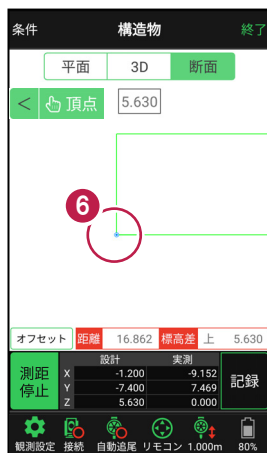 条件 構造物 終了
平面 3D 断面
< 頂点 5.630
6
オフセット 距離 16.862 標高差 上 5.630
設計 実測
測距停止 X -1.200 -9.152 記録
Y -7.400 7.469
Z 5.630 0.000
観測設定 接続 自動追尾 リモコン 1.000m 80%